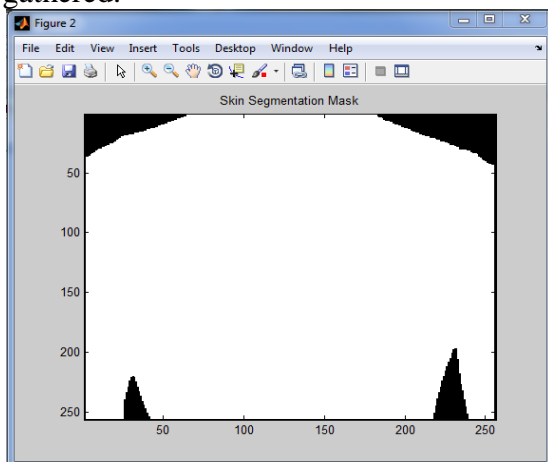 gathered.
Figure 2
File Edit View Insert Tools Desktop Window Help
Skin Segmentation Mask
50
100
150
200
250
50 100 150 200 250